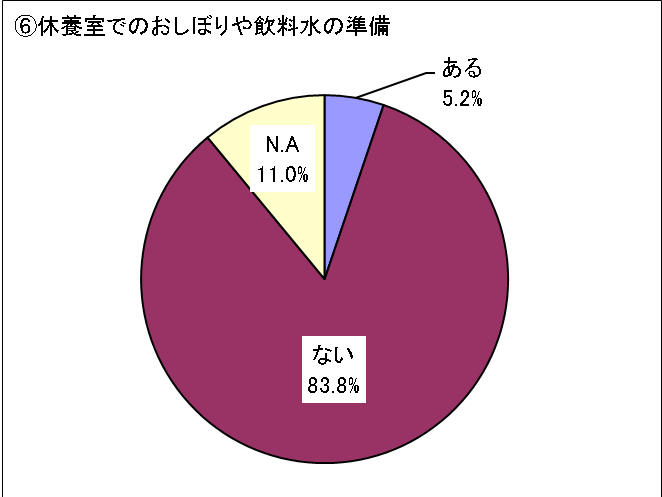 ⑥休養室でのおしぼりや飲料水の準備
ある
5.2%
N.A
11.0%
ない
83.8%